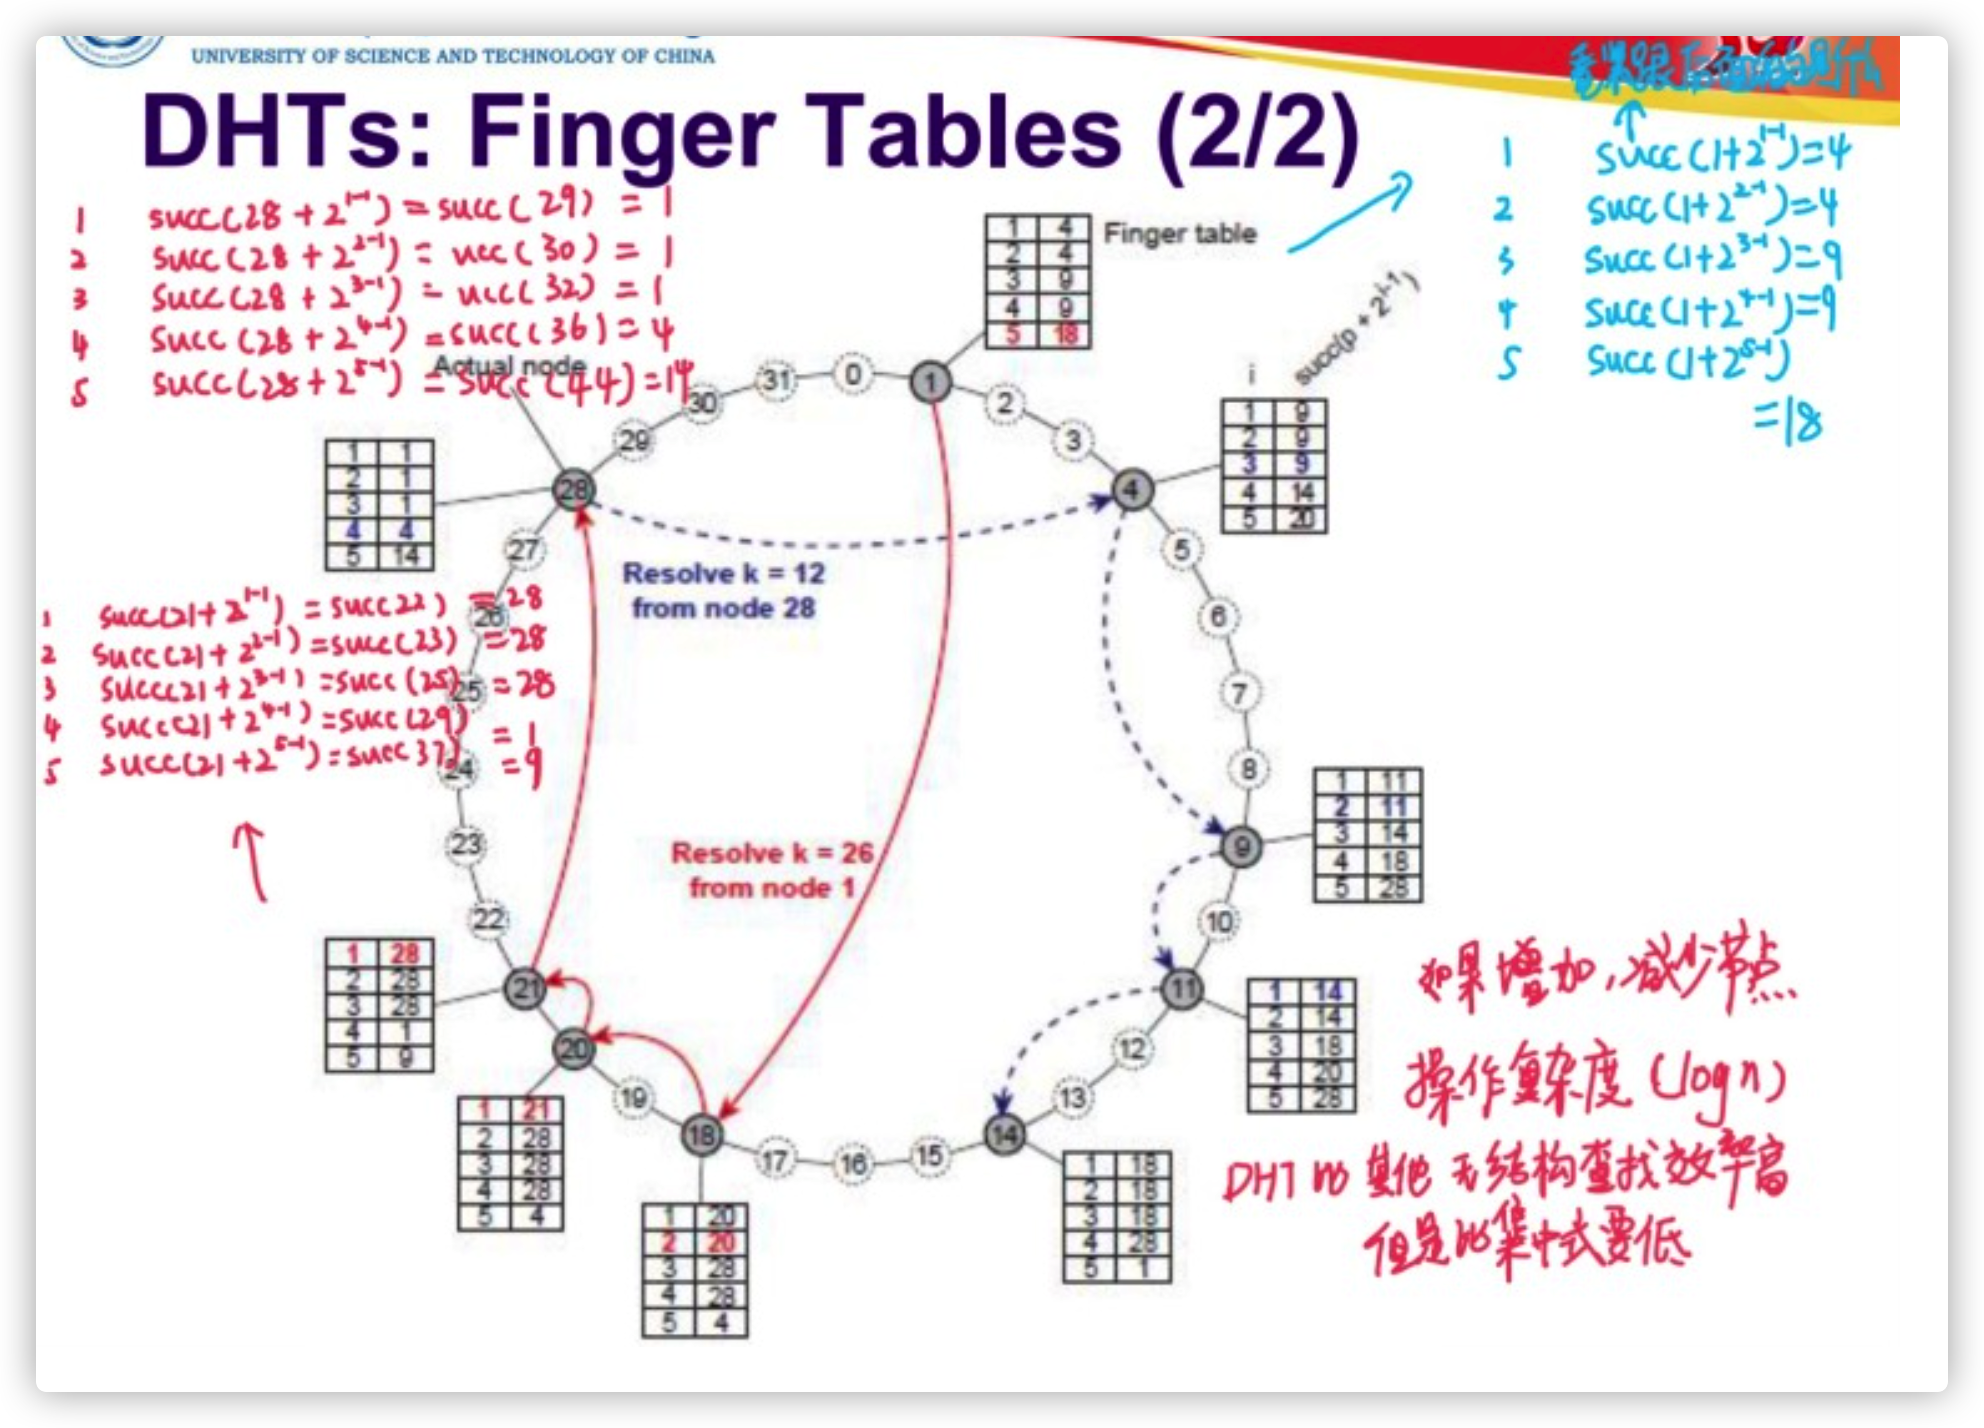 UNIVERSITY OF SCIENCE AND TECHNOLOGY OF CHINA
DHTs: Finger Tables (2/2)
1 succ(1+2^1-1)=4
2 succ(1+2^2-1)=4
3 succ(1+2^3-1)=9
4 succ(1+2^4-1)=9
5 succ(1+2^5-1)
=18
1 succ(28+2^1-1) = succ(29) = 1
2 succ(28+2^2-1) = ucc(30) = 1
3 succ(28+2^3-1) = ucc(32) = 1
4 succ(28+2^4-1) = succ(36) = 4
5 succ(28+2^5-1) = succ(44) = 14
Finger table
1 4
2 4
3 9
4 9
5 18
Actual node
i succ(p + 2^i-1)
1 9
2 9
3 9
4 14
5 20
31 0 1 2 3 4 5 6 7 8 9 10 11 12 13 14 15 16 17 18 19 20 21 22 23 24 25 26 27 28 29 30
1 1
2 1
3 1
4 4
5 14
Resolve k = 12
from node 28
1 succ(21+2^1-1) = succ22) = 28
2 succ(21+2^2-1) = succ(23) = 28
3 succ(21+2^3-1) = succ(25) = 28
4 succ(21+2^4-1) = succ(29) = 1
5 succ(21+2^5-1) = succ37) = 9
1 11
2 11
3 14
4 18
5 28
Resolve k = 26
from node 1
1 28
2 28
3 28
4 1
5 9
1 14
2 14
3 18
4 20
5 28
如果增加,减少节点
操作复杂度(logn)
1 21
2 28
3 28
4 28
5 4
1 18
2 18
3 18
4 28
5 1
DHT 比其他无结构查找效率高
但是比集中式要低
1 20
2 20
3 28
4 28
5 4